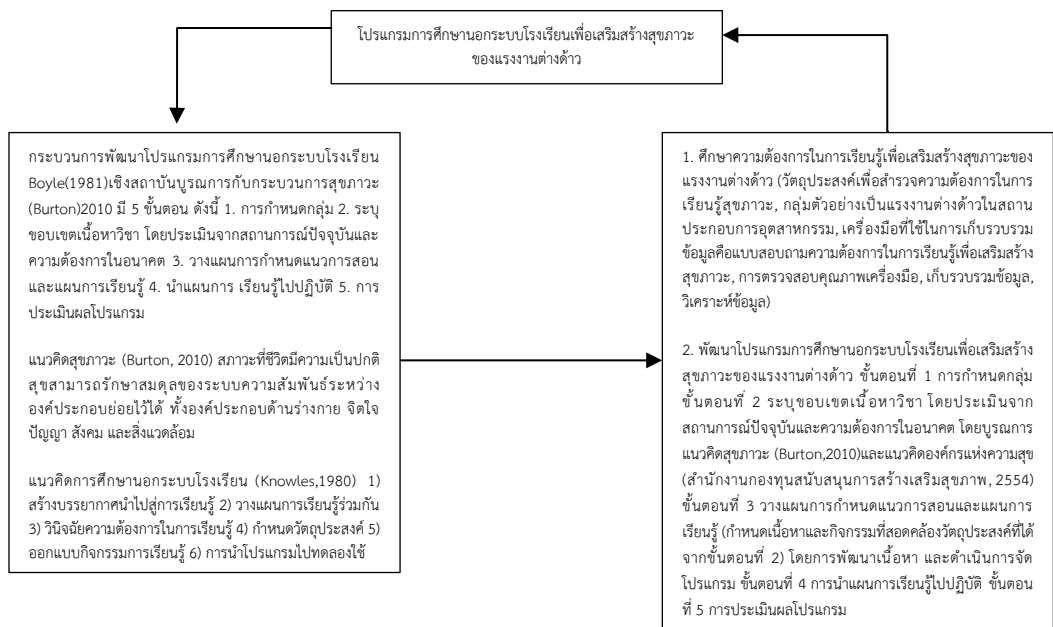 โปรแกรมการศึกษานอกระบบโรงเรียนเพื่อเสริมสร้างสุขภาวะ
ของแรงงานต่างด้าว
กระบวนการพัฒนาโปรแกรมการศึกษานอกระบบโรงเรียน
Boyle(1981)เชิงสถาบันบูรณการกับกระบวนการสุขภาวะ
(Burton)2010 มี 5 ขั้นตอน ดังนี้ 1. การกำหนดกลุ่ม 2. ระบุ
ขอบเขตเนื้อหาวิชา โดยประเมินจากสถานการณ์ปัจจุบันและ
ความต้องการในอนาคต 3. วางแผนการกำหนดแนวการสอน
และแผนการเรียนรู้ 4. นำแผนการ เรียนรู้ไปปฏิบัติ 5. การ
ประเมินผลโปรแกรม
แนวคิดสุขภาวะ (Burton, 2010) สภาวะที่ชีวิตมีความเป็นปกติ
สุขสามารถรักษาสมดุลของระบบความสัมพันธ์ระหว่าง
องค์ประกอบย่อยไว้ได้ ทั้งองค์ประกอบด้านร่างกาย จิตใจ
ปัญญา สังคม และสิ่งแวดล้อม
แนวคิดการศึกษานอกระบบโรงเรียน (Knowles,1980) 1)
สร้างบรรยากาศนำไปสู่การเรียนรู้ 2) วางแผนการเรียนรู้ร่วมกัน
3) วินิจฉัยความต้องการในการเรียนรู้ 4) กำหนดวัตถุประสงค์ 5)
ออกแบบกิจกรรมการเรียนรู้ 6) การนำโปรแกรมไปทดลองใช้
1. ศึกษาความต้องการในการเรียนรู้เพื่อเสริมสร้างสุขภาวะของ
แรงงานต่างด้าว (วัตถุประสงค์เพื่อสำรวจความต้องการในการ
เรียนรู้สุขภาวะ, กลุ่มตัวอย่างเป็นแรงงานต่างด้าวในสถาน
ประกอบการอุตสาหกรรม, เครื่องมือที่ใช้ในการเก็บรวบรวม
ข้อมูลคือแบบสอบถามความต้องการในการเรียนรู้เพื่อเสริมสร้าง
สุขภาวะ, การตรวจสอบคุณภาพเครื่องมือ, เก็บรวบรวมข้อมูล,
วิเคราะห์ข้อมูล)
2. พัฒนาโปรแกรมการศึกษานอกระบบโรงเรียนเพื่อเสริมสร้าง
สุขภาวะของแรงงานต่างด้าว ขั้นตอนที่ 1 การกำหนดกลุ่ม
ขั้นตอนที่ 2 ระบุขอบเขตเนื้อหาวิชา โดยประเมินจาก
สถานการณ์ปัจจุบันและความต้องการในอนาคต โดยบูรณการ
แนวคิดสุขภาวะ (Burton,2010)และแนวคิดองค์กรแห่งความสุข
(สำนักงานกองทุนสนับสนุนการสร้างเสริมสุขภาพ, 2554)
ขั้นตอนที่ 3 วางแผนการกำหนดแนวการสอนและแผนการ
เรียนรู้ (กำหนดเนื้อหาและกิจกรรมที่สอดคล้องวัตถุประสงค์ที่ได้
จากขั้นตอนที่ 2) โดยการพัฒนาเนื้อหา และดำเนินการจัด
โปรแกรม ขั้นตอนที่ 4 การนำแผนการเรียนรู้ไปปฏิบัติ ขั้นตอน
ที่ 5 การประเมินผลโปรแกรม